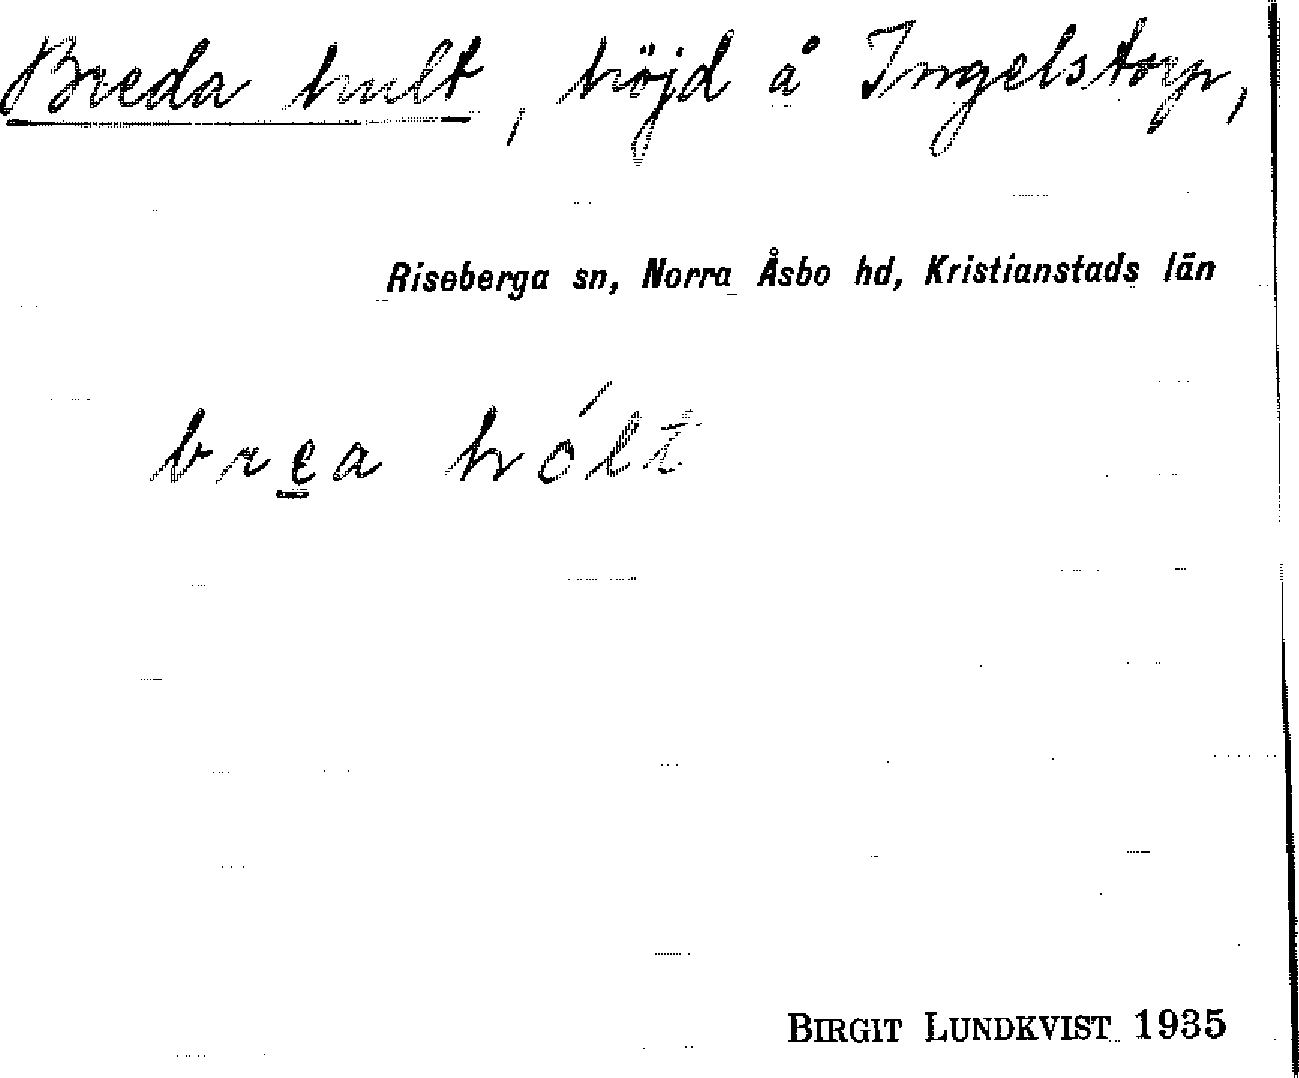 Breda hult, höjd å Ingelstorp,
Riseberga sn, Norra Åsbo hd, Kristianstads län
brea hólt
BIRGIT LUNDKVIST 1935